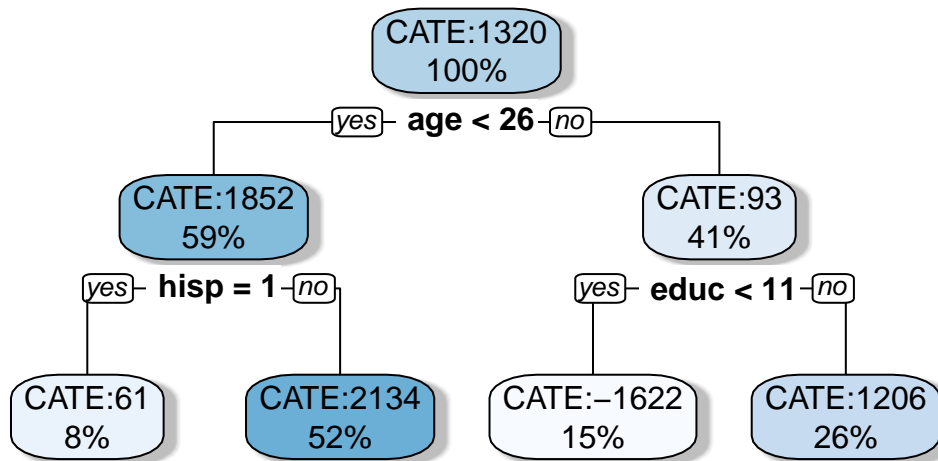 CATE:1320
100%
yes age < 26 no
CATE:1852
59%
CATE:93
41%
yes hisp = 1 no
yes educ < 11 no
CATE:61
8%
CATE:2134
52%
CATE:−1622
15%
CATE:1206
26%